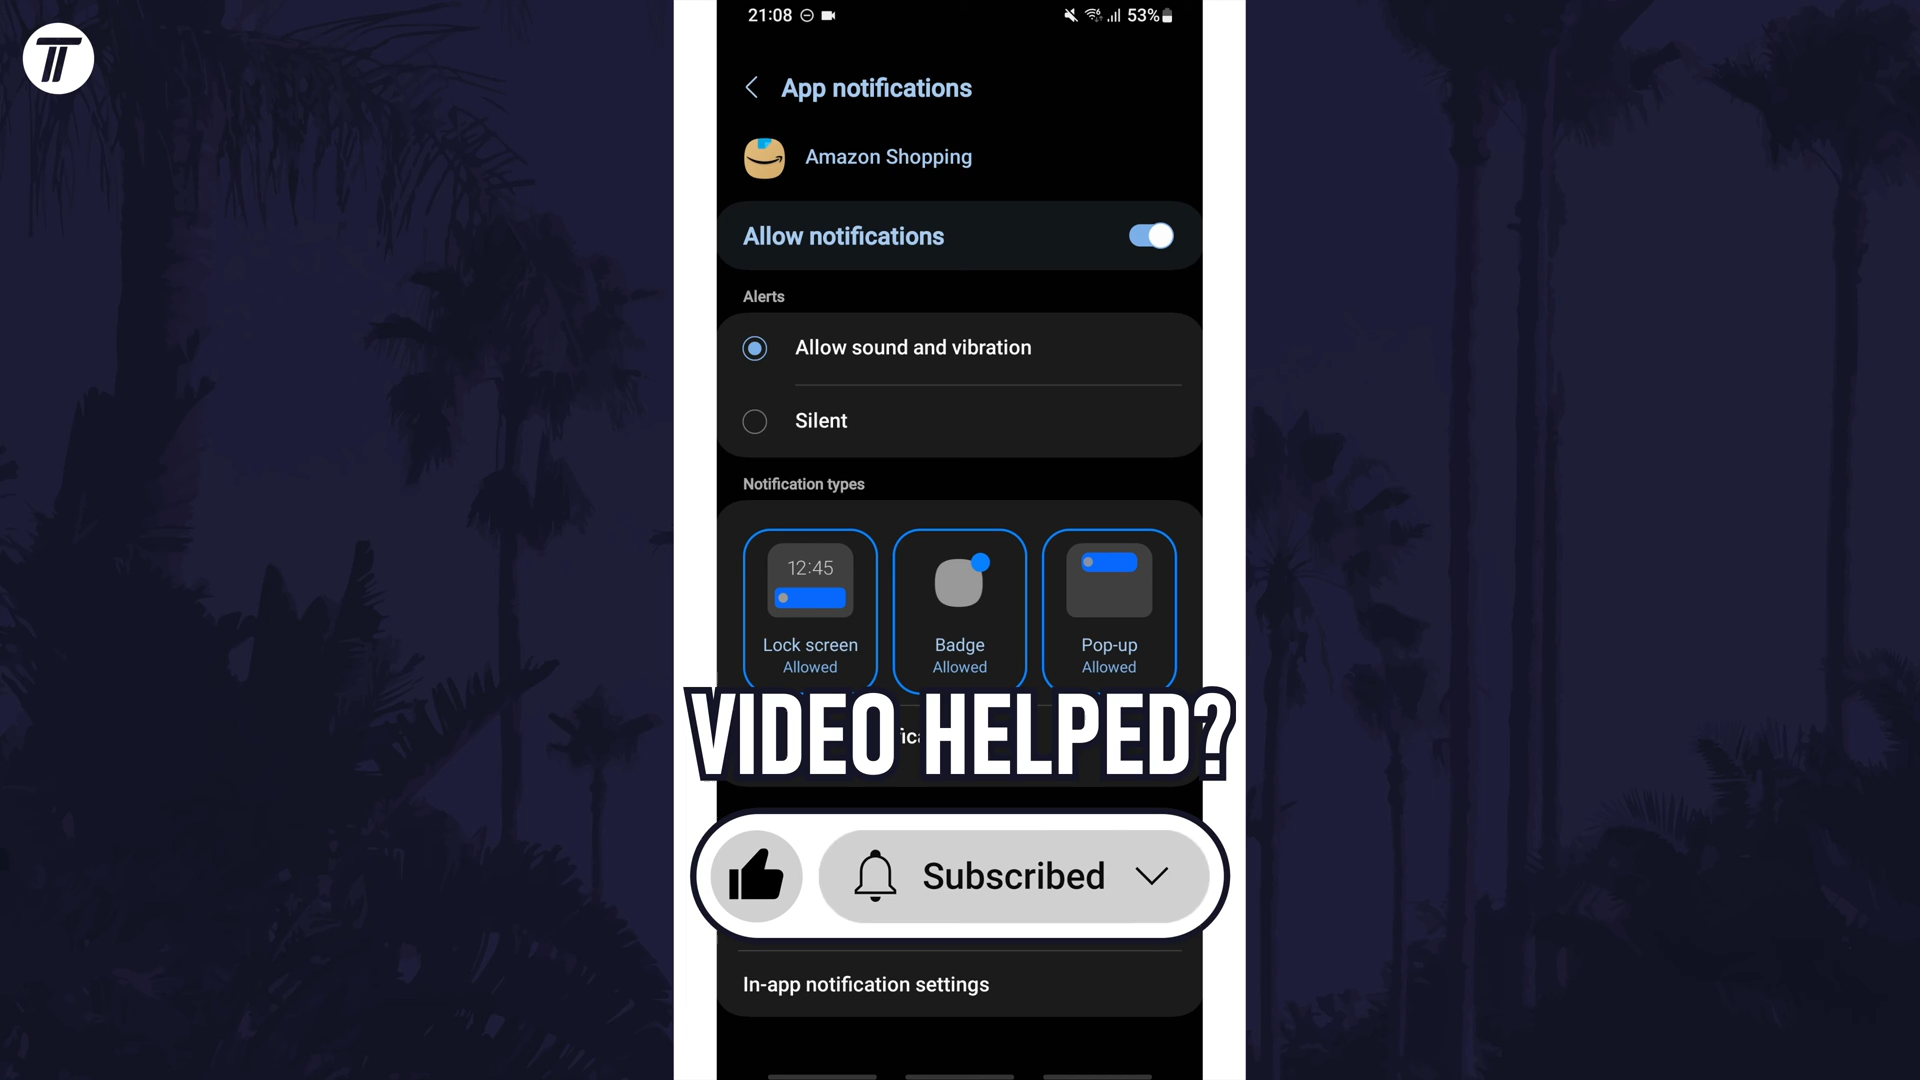 21:08 53%
App notifications
Amazon Shopping
Allow notifications
Alerts
Allow sound and vibration
Silent
Notification types
12:45
Lock screen Badge Pop-up
Allowed Allowed Allowed
VIDEO HELPED?
Subscribed
In-app notification settings